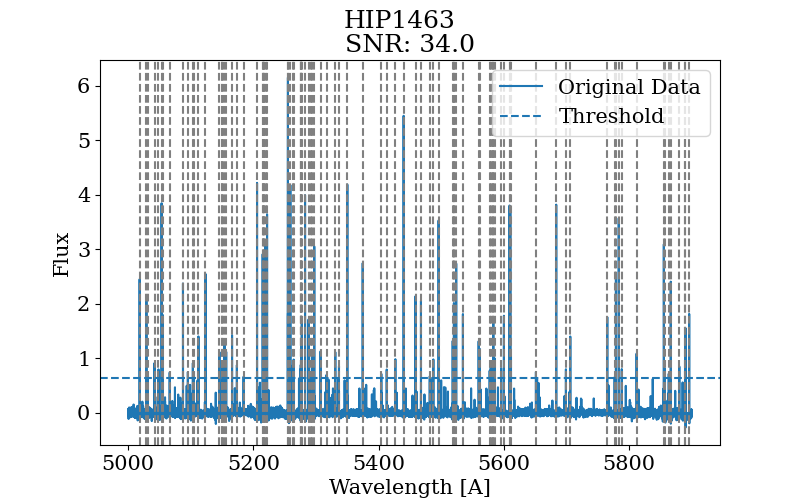 HIP1463
SNR: 34.0
Original Data
Threshold
6
5
4
3
2
1
0
Flux
5000 5200 5400 5600 5800
Wavelength [A]